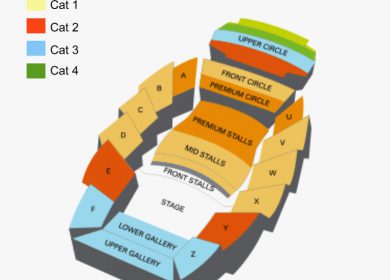 Cat 1
Cat 2
Cat 3
Cat 4
UPPER CIRCLE
FRONT CIRCLE
PREMIUM CIRCLE
A
B
C
D
E
F
U
V
W
X
Y
Z
PREMIUM STALLS
MID STALLS
FRONT STALLS
STAGE
LOWER GALLERY
UPPER GALLERY